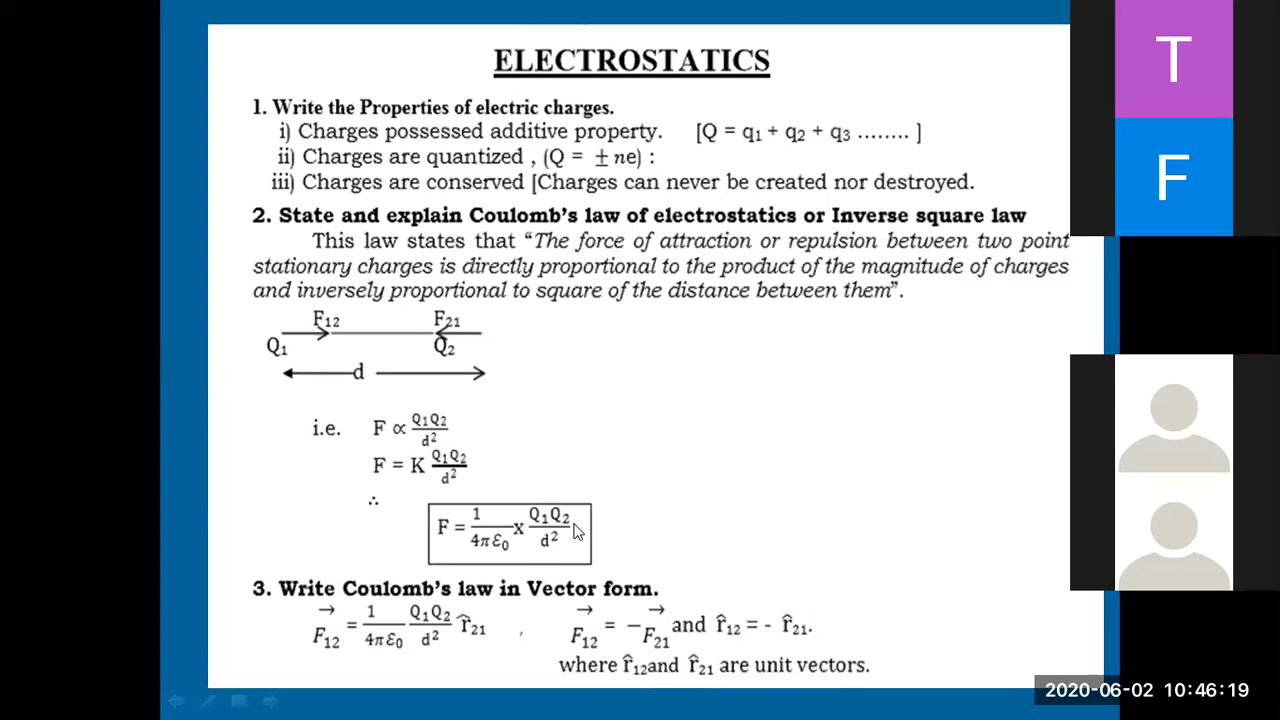 ELECTROSTATICS
1. Write the Properties of electric charges.
i) Charges possessed additive property. [Q = q₁ + q₂ + q₃ ........ ]
ii) Charges are quantized , (Q = ± ne) :
iii) Charges are conserved [Charges can never be created nor destroyed.
2. State and explain Coulomb's law of electrostatics or Inverse square law
This law states that “The force of attraction or repulsion between two point
stationary charges is directly proportional to the product of the magnitude of charges
and inversely proportional to square of the distance between them”.
F₁₂ F₂₁
Q₁ Q₂
d
i.e. F ∝ Q₁Q₂/d²
F = K Q₁Q₂/d²
∴
F = 1/4πε₀ x Q₁Q₂/d²
3. Write Coulomb's law in Vector form.
F⃗₁₂ = 1/4πε₀ Q₁Q₂/d² r̂₂₁ , F⃗₁₂ = − F⃗₂₁ and r̂₁₂ = - r̂₂₁.
where r̂₁₂and r̂₂₁ are unit vectors.
T
F
2020-06-02 10:46:19